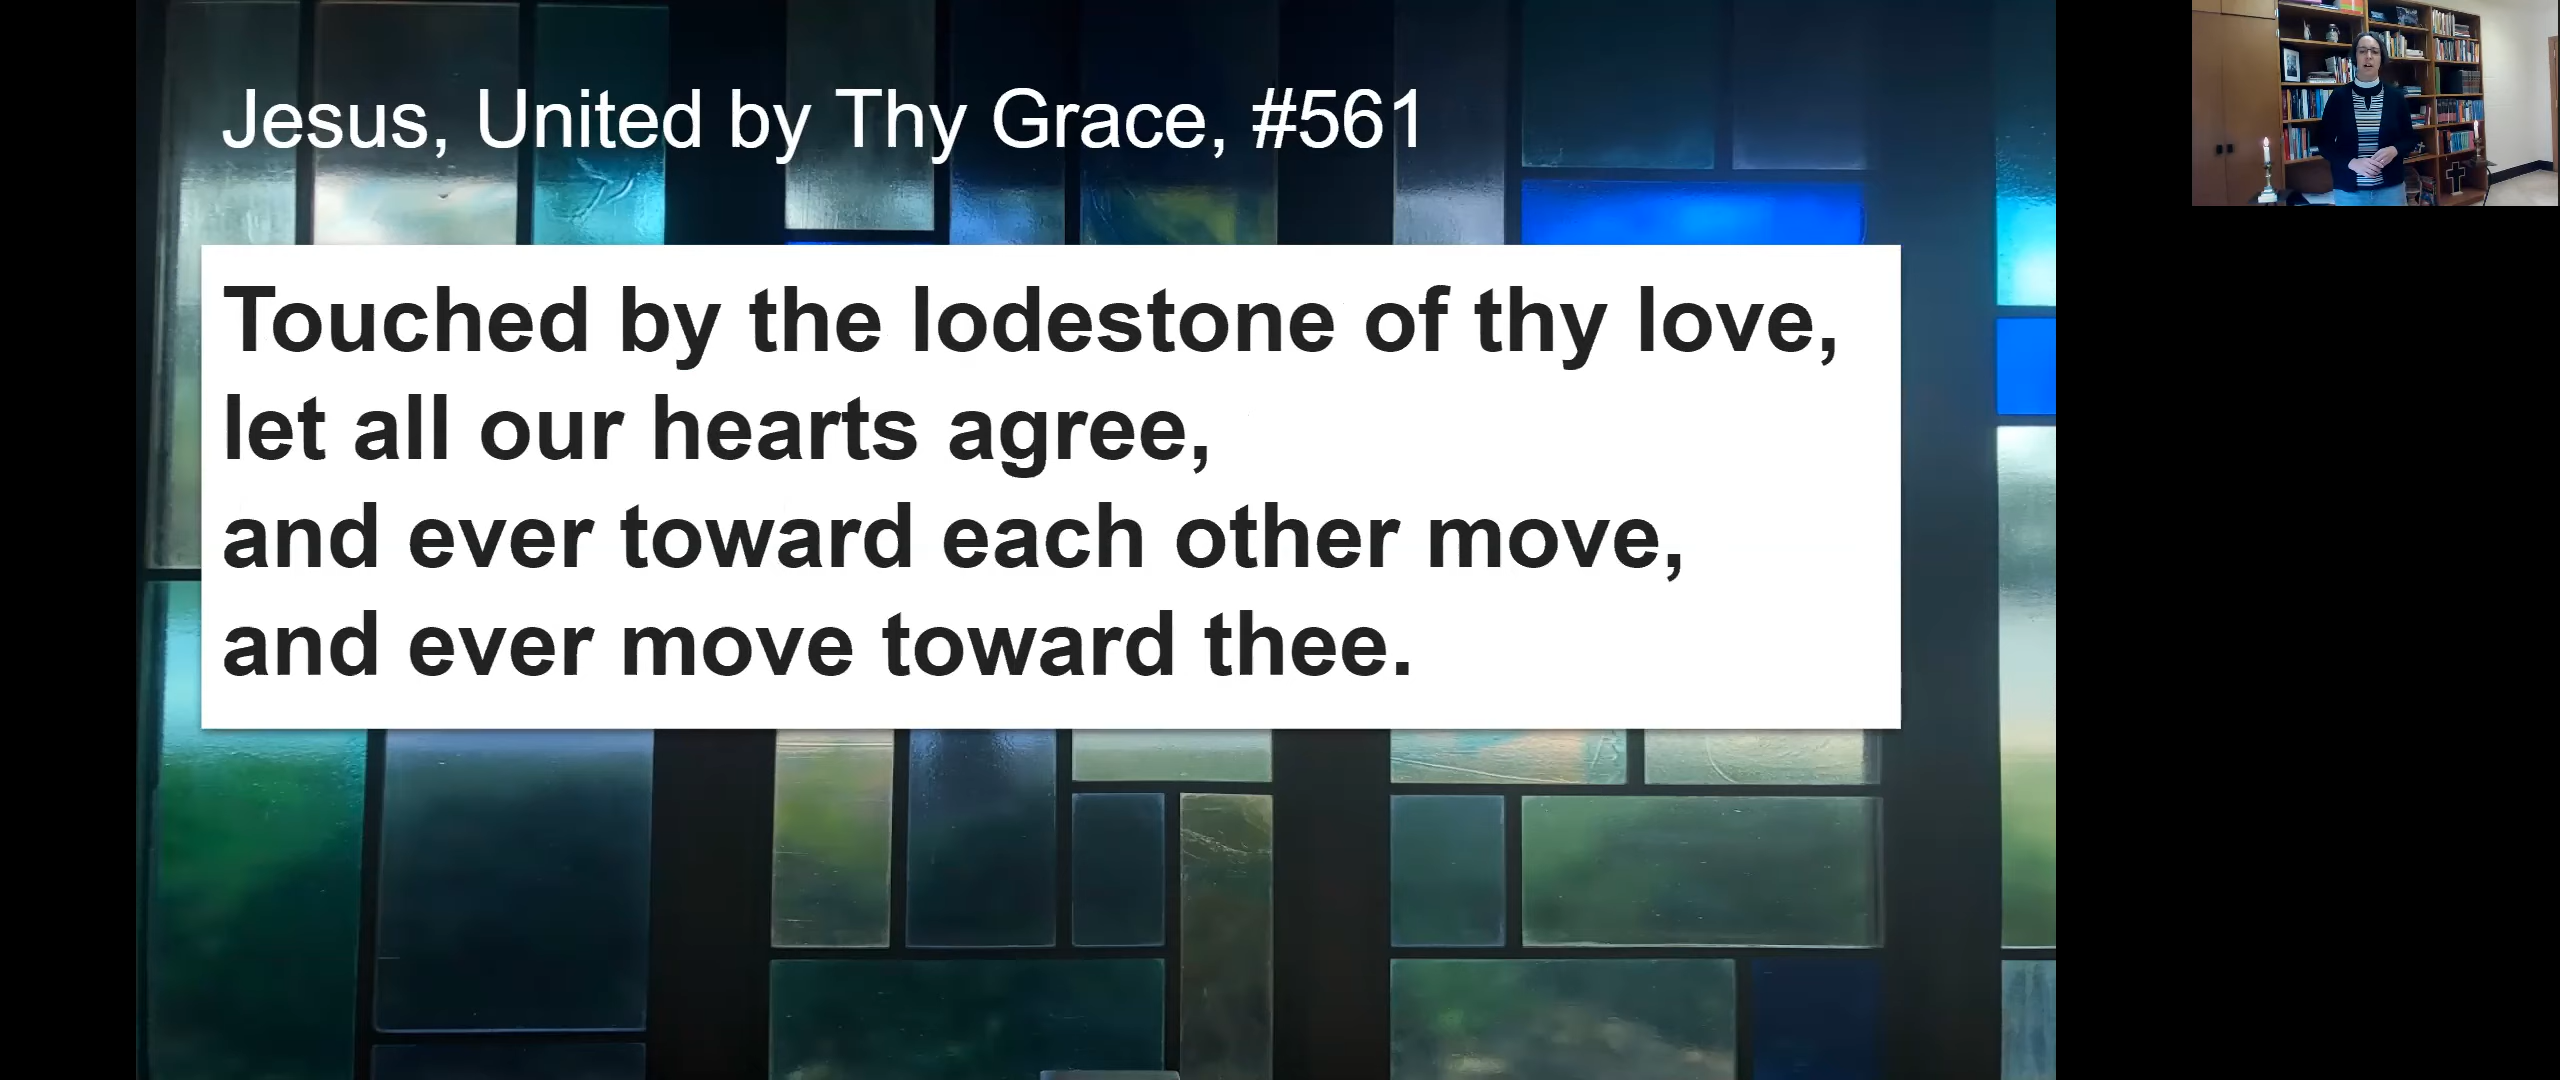 Jesus, United by Thy Grace, #561
Touched by the lodestone of thy love,
let all our hearts agree,
and ever toward each other move,
and ever move toward thee.